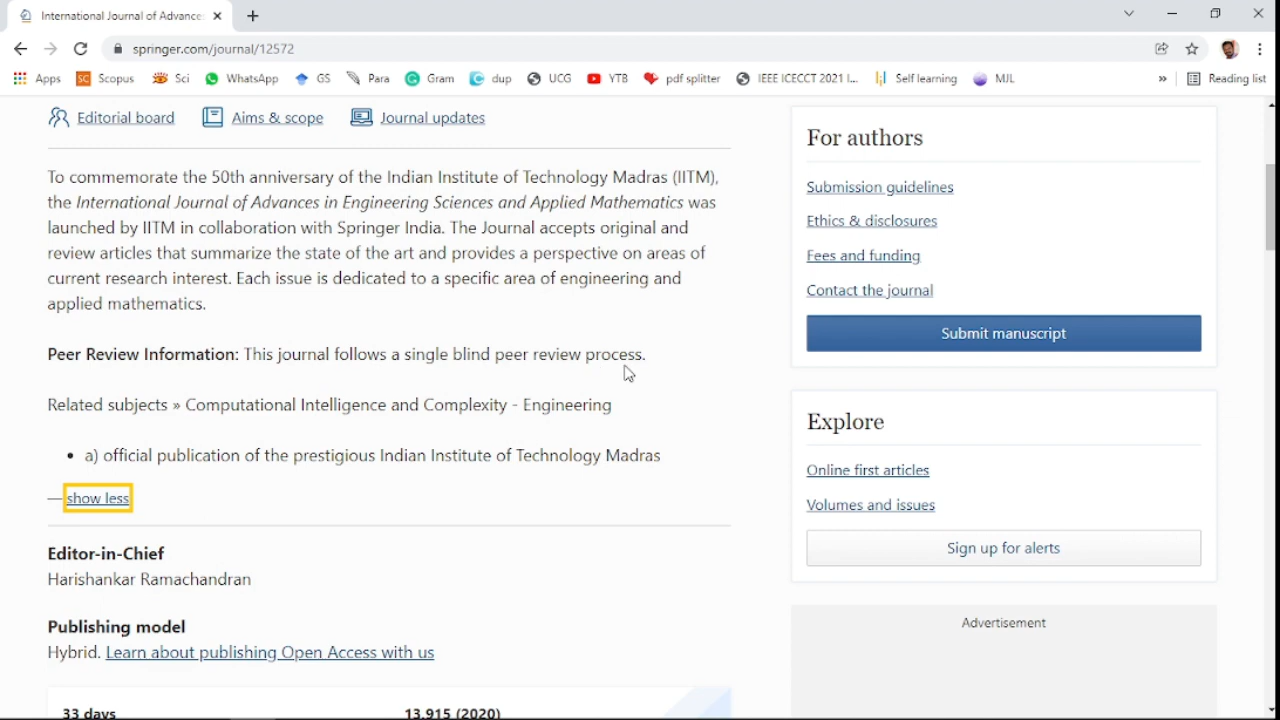 International Journal of Advance
springer.com/journal/12572
Apps SC Scopus Sci WhatsApp GS Para Gram dup UCG YTB pdf splitter IEEE ICECCT 2021 I... Self learning MJL » Reading list
Editorial board Aims & scope Journal updates
To commemorate the 50th anniversary of the Indian Institute of Technology Madras (IITM),
the International Journal of Advances in Engineering Sciences and Applied Mathematics was
launched by IITM in collaboration with Springer India. The Journal accepts original and
review articles that summarize the state of the art and provides a perspective on areas of
current research interest. Each issue is dedicated to a specific area of engineering and
applied mathematics.
Peer Review Information: This journal follows a single blind peer review process.
Related subjects » Computational Intelligence and Complexity - Engineering
• a) official publication of the prestigious Indian Institute of Technology Madras
— show less
Editor-in-Chief
Harishankar Ramachandran
Publishing model
Hybrid. Learn about publishing Open Access with us
33 days 13,915 (2020)
For authors
Submission guidelines
Ethics & disclosures
Fees and funding
Contact the journal
Submit manuscript
Explore
Online first articles
Volumes and issues
Sign up for alerts
Advertisement